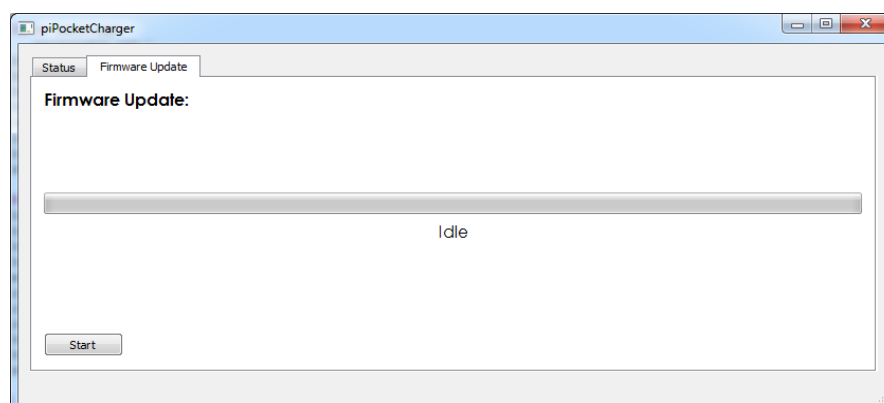 piPocketCharger
Status Firmware Update
Firmware Update:
Idle
Start